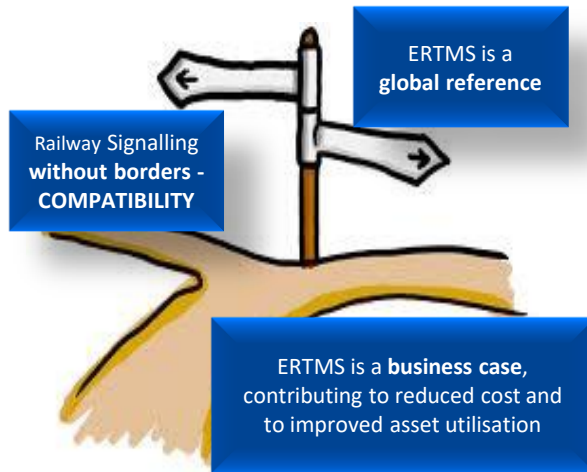 ERTMS is a
global reference
Railway Signalling
without borders -
COMPATIBILITY
ERTMS is a business case,
contributing to reduced cost and
to improved asset utilisation